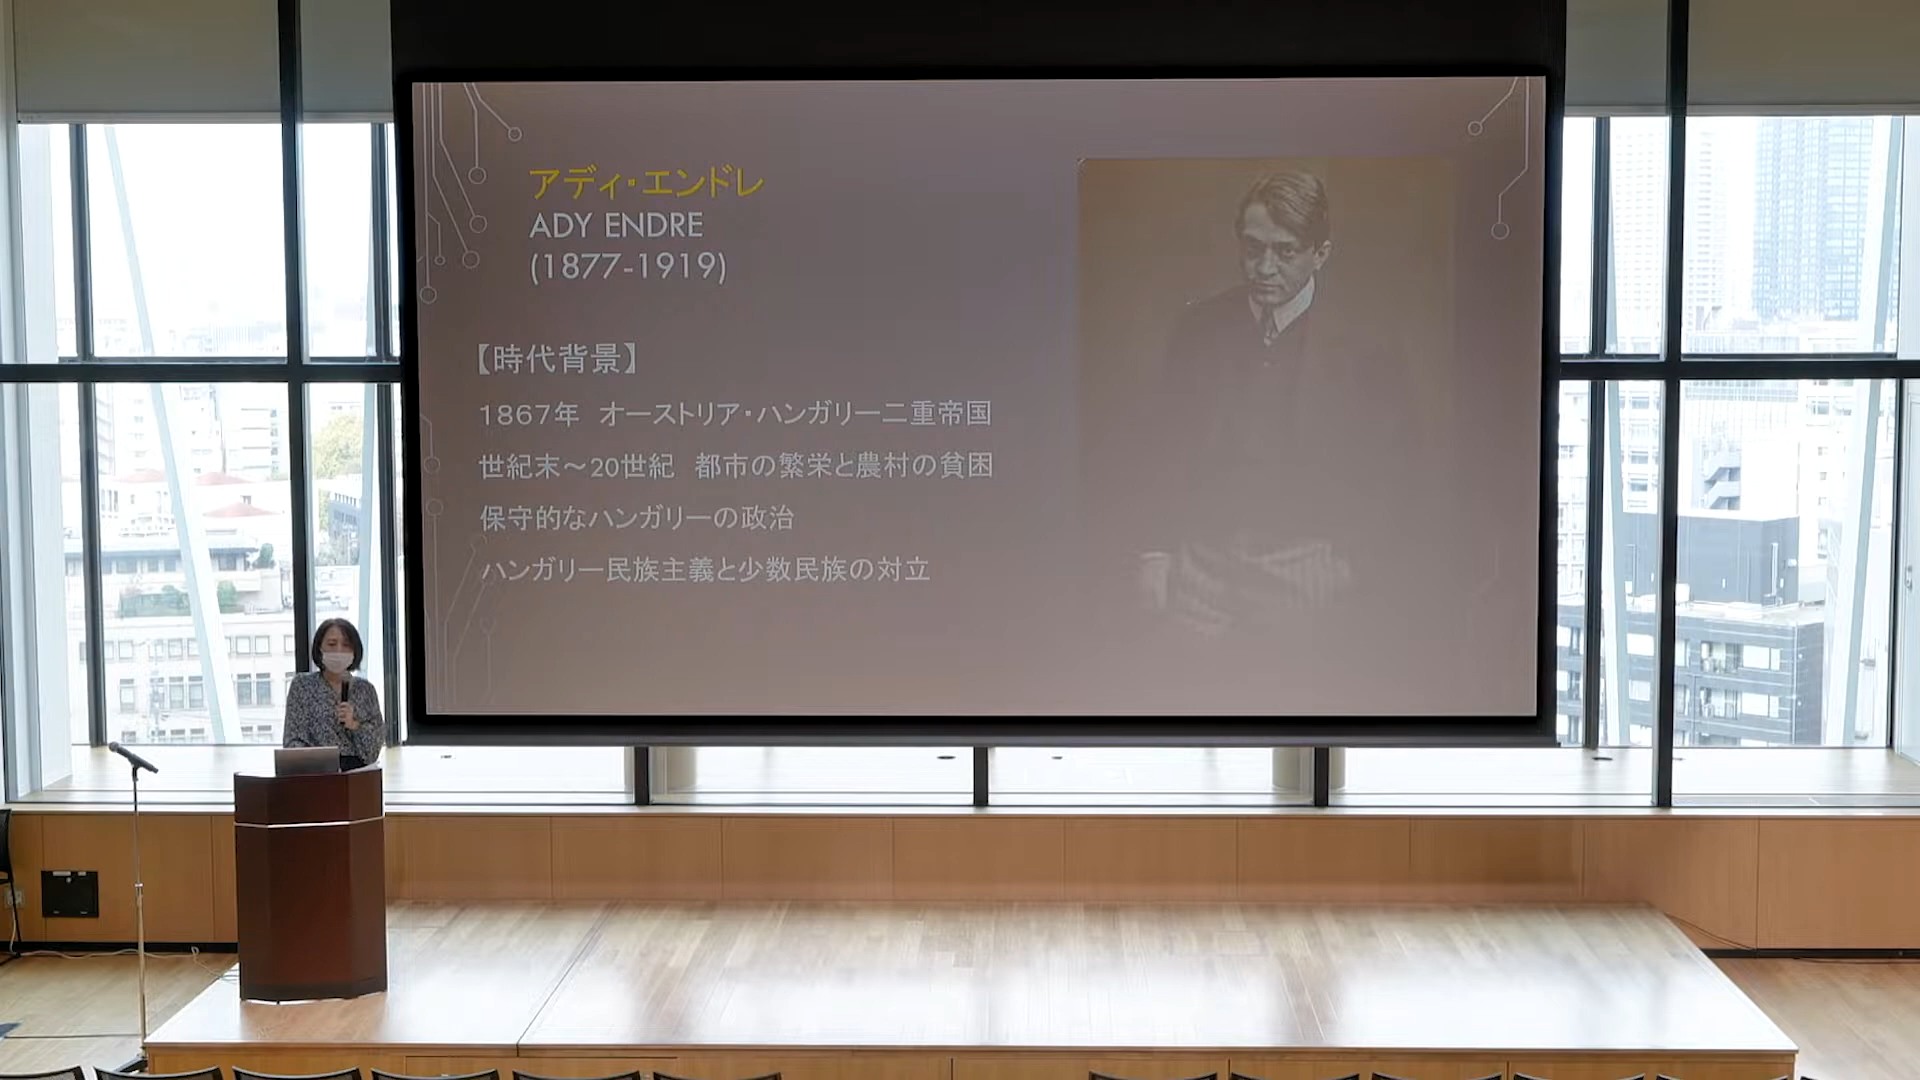 アディ・エンドレ
ADY ENDRE
(1877-1919)
【時代背景】
1867年　オーストリア・ハンガリー二重帝国
世紀末～20世紀　都市の繁栄と農村の貧困
保守的なハンガリーの政治
ハンガリー民族主義と少数民族の対立